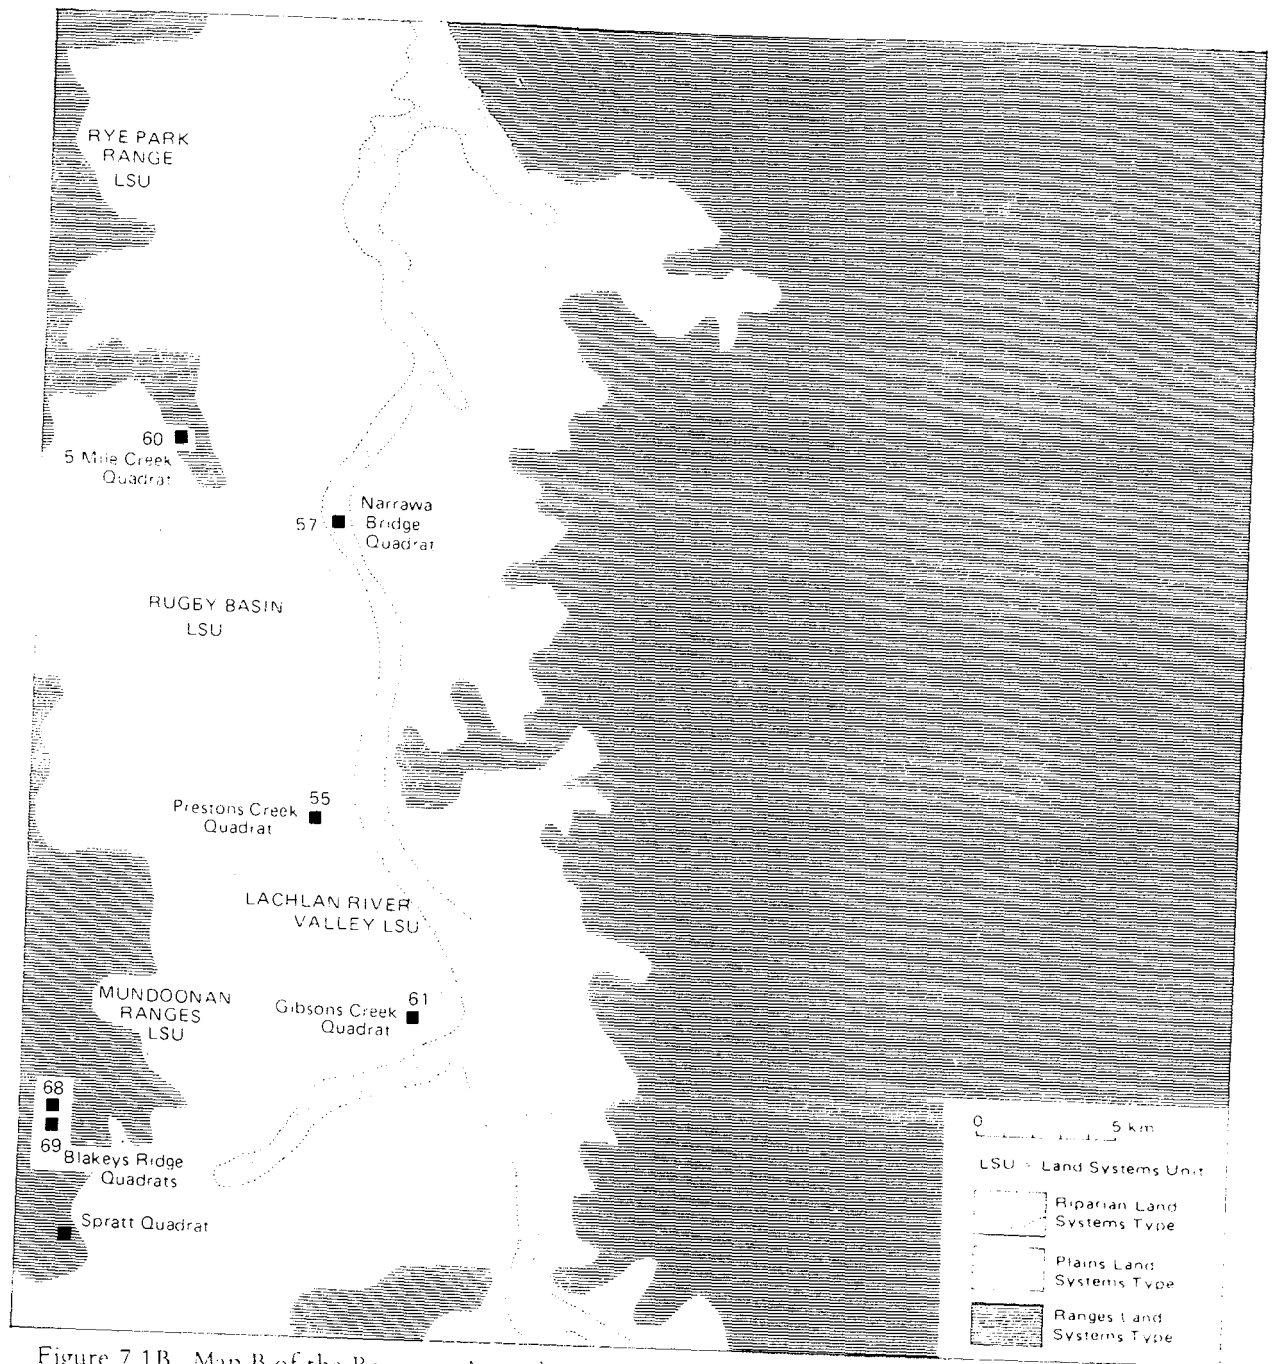 RYE PARK
RANGE
LSU
60
5 Mile Creek
Quadrat
57
Narrawa
Bridge
Quadrat
RUGBY BASIN
LSU
55
Prestons Creek
Quadrat
LACHLAN RIVER
VALLEY LSU
MUNDOONAN
RANGES
LSU
61
Gibsons Creek
Quadrat
68
69
Blakeys Ridge
Quadrats
Spratt Quadrat
0 5 km
LSU = Land Systems Unit
Riparian Land
Systems Type
Plains Land
Systems Type
Ranges Land
Systems Type
Figure 7.1B Map B of the